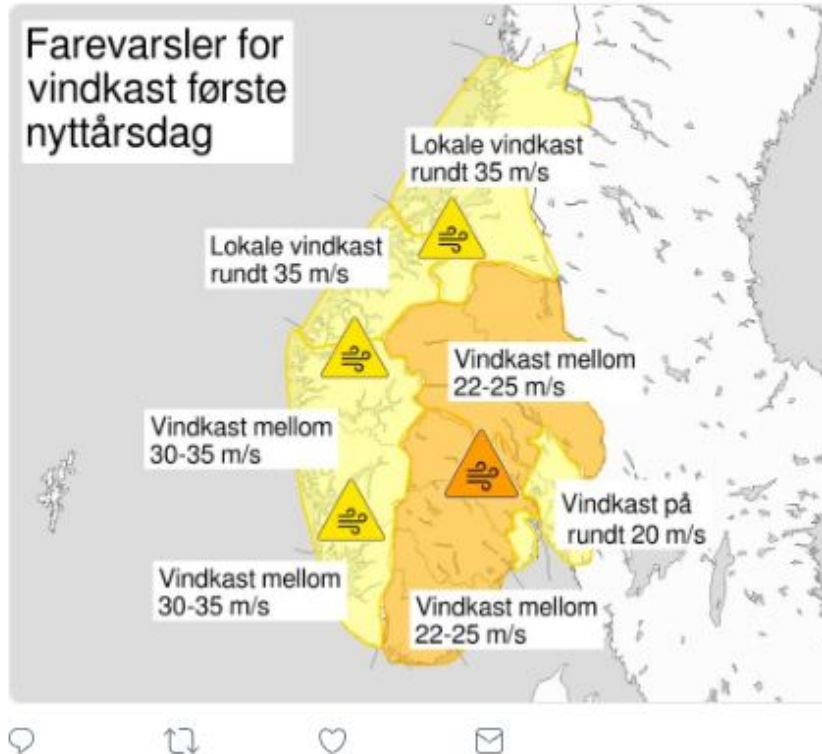 Farevarsler for
vindkast første
nyttårsdag
Lokale vindkast
rundt 35 m/s
Lokale vindkast
rundt 35 m/s
Vindkast mellom
22-25 m/s
Vindkast mellom
30-35 m/s
Vindkast på
rundt 20 m/s
Vindkast mellom
30-35 m/s
Vindkast mellom
22-25 m/s